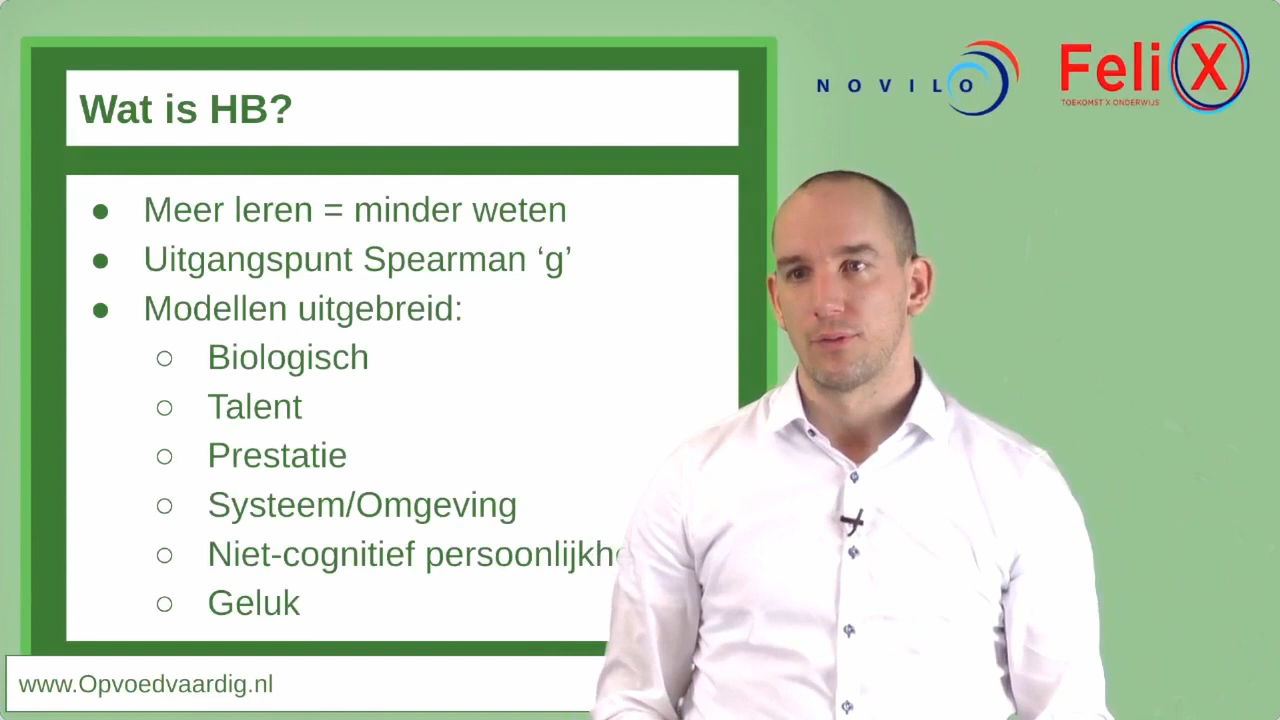 NOVILO
FeliX
TOEKOMST X ONDERWIJS
Wat is HB?
● Meer leren = minder weten
● Uitgangspunt Spearman ‘g’
● Modellen uitgebreid:
○ Biologisch
○ Talent
○ Prestatie
○ Systeem/Omgeving
○ Niet-cognitief
○ Geluk
www.Opvoedvaardig.nl